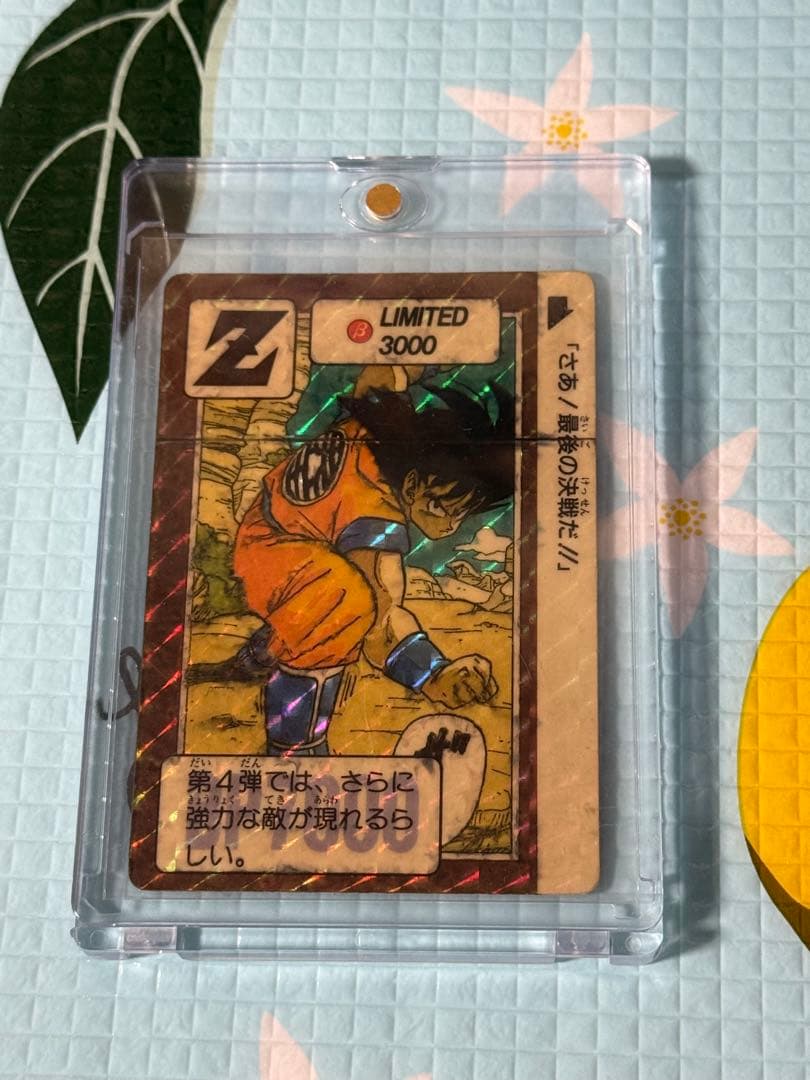 Z
β LIMITED
3000
「さあ！最後の決戦だ！！」
第4弾では、さらに
強力な敵が現れるら
しい。